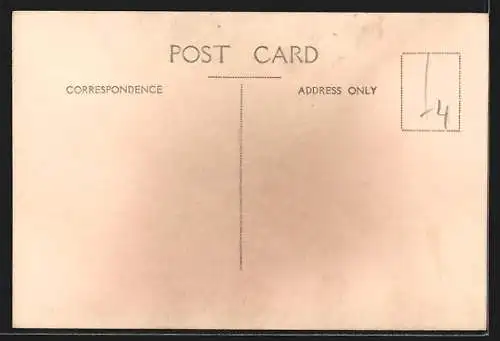 POST CARD
CORRESPONDENCE
ADDRESS ONLY
-4